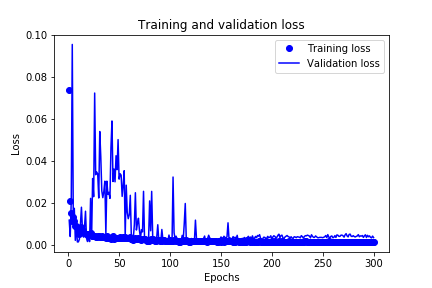 Training and validation loss
Training loss
Validation loss
0.10
0.08
0.06
0.04
0.02
0.00
Loss
0
50
100
150
200
250
300
Epochs